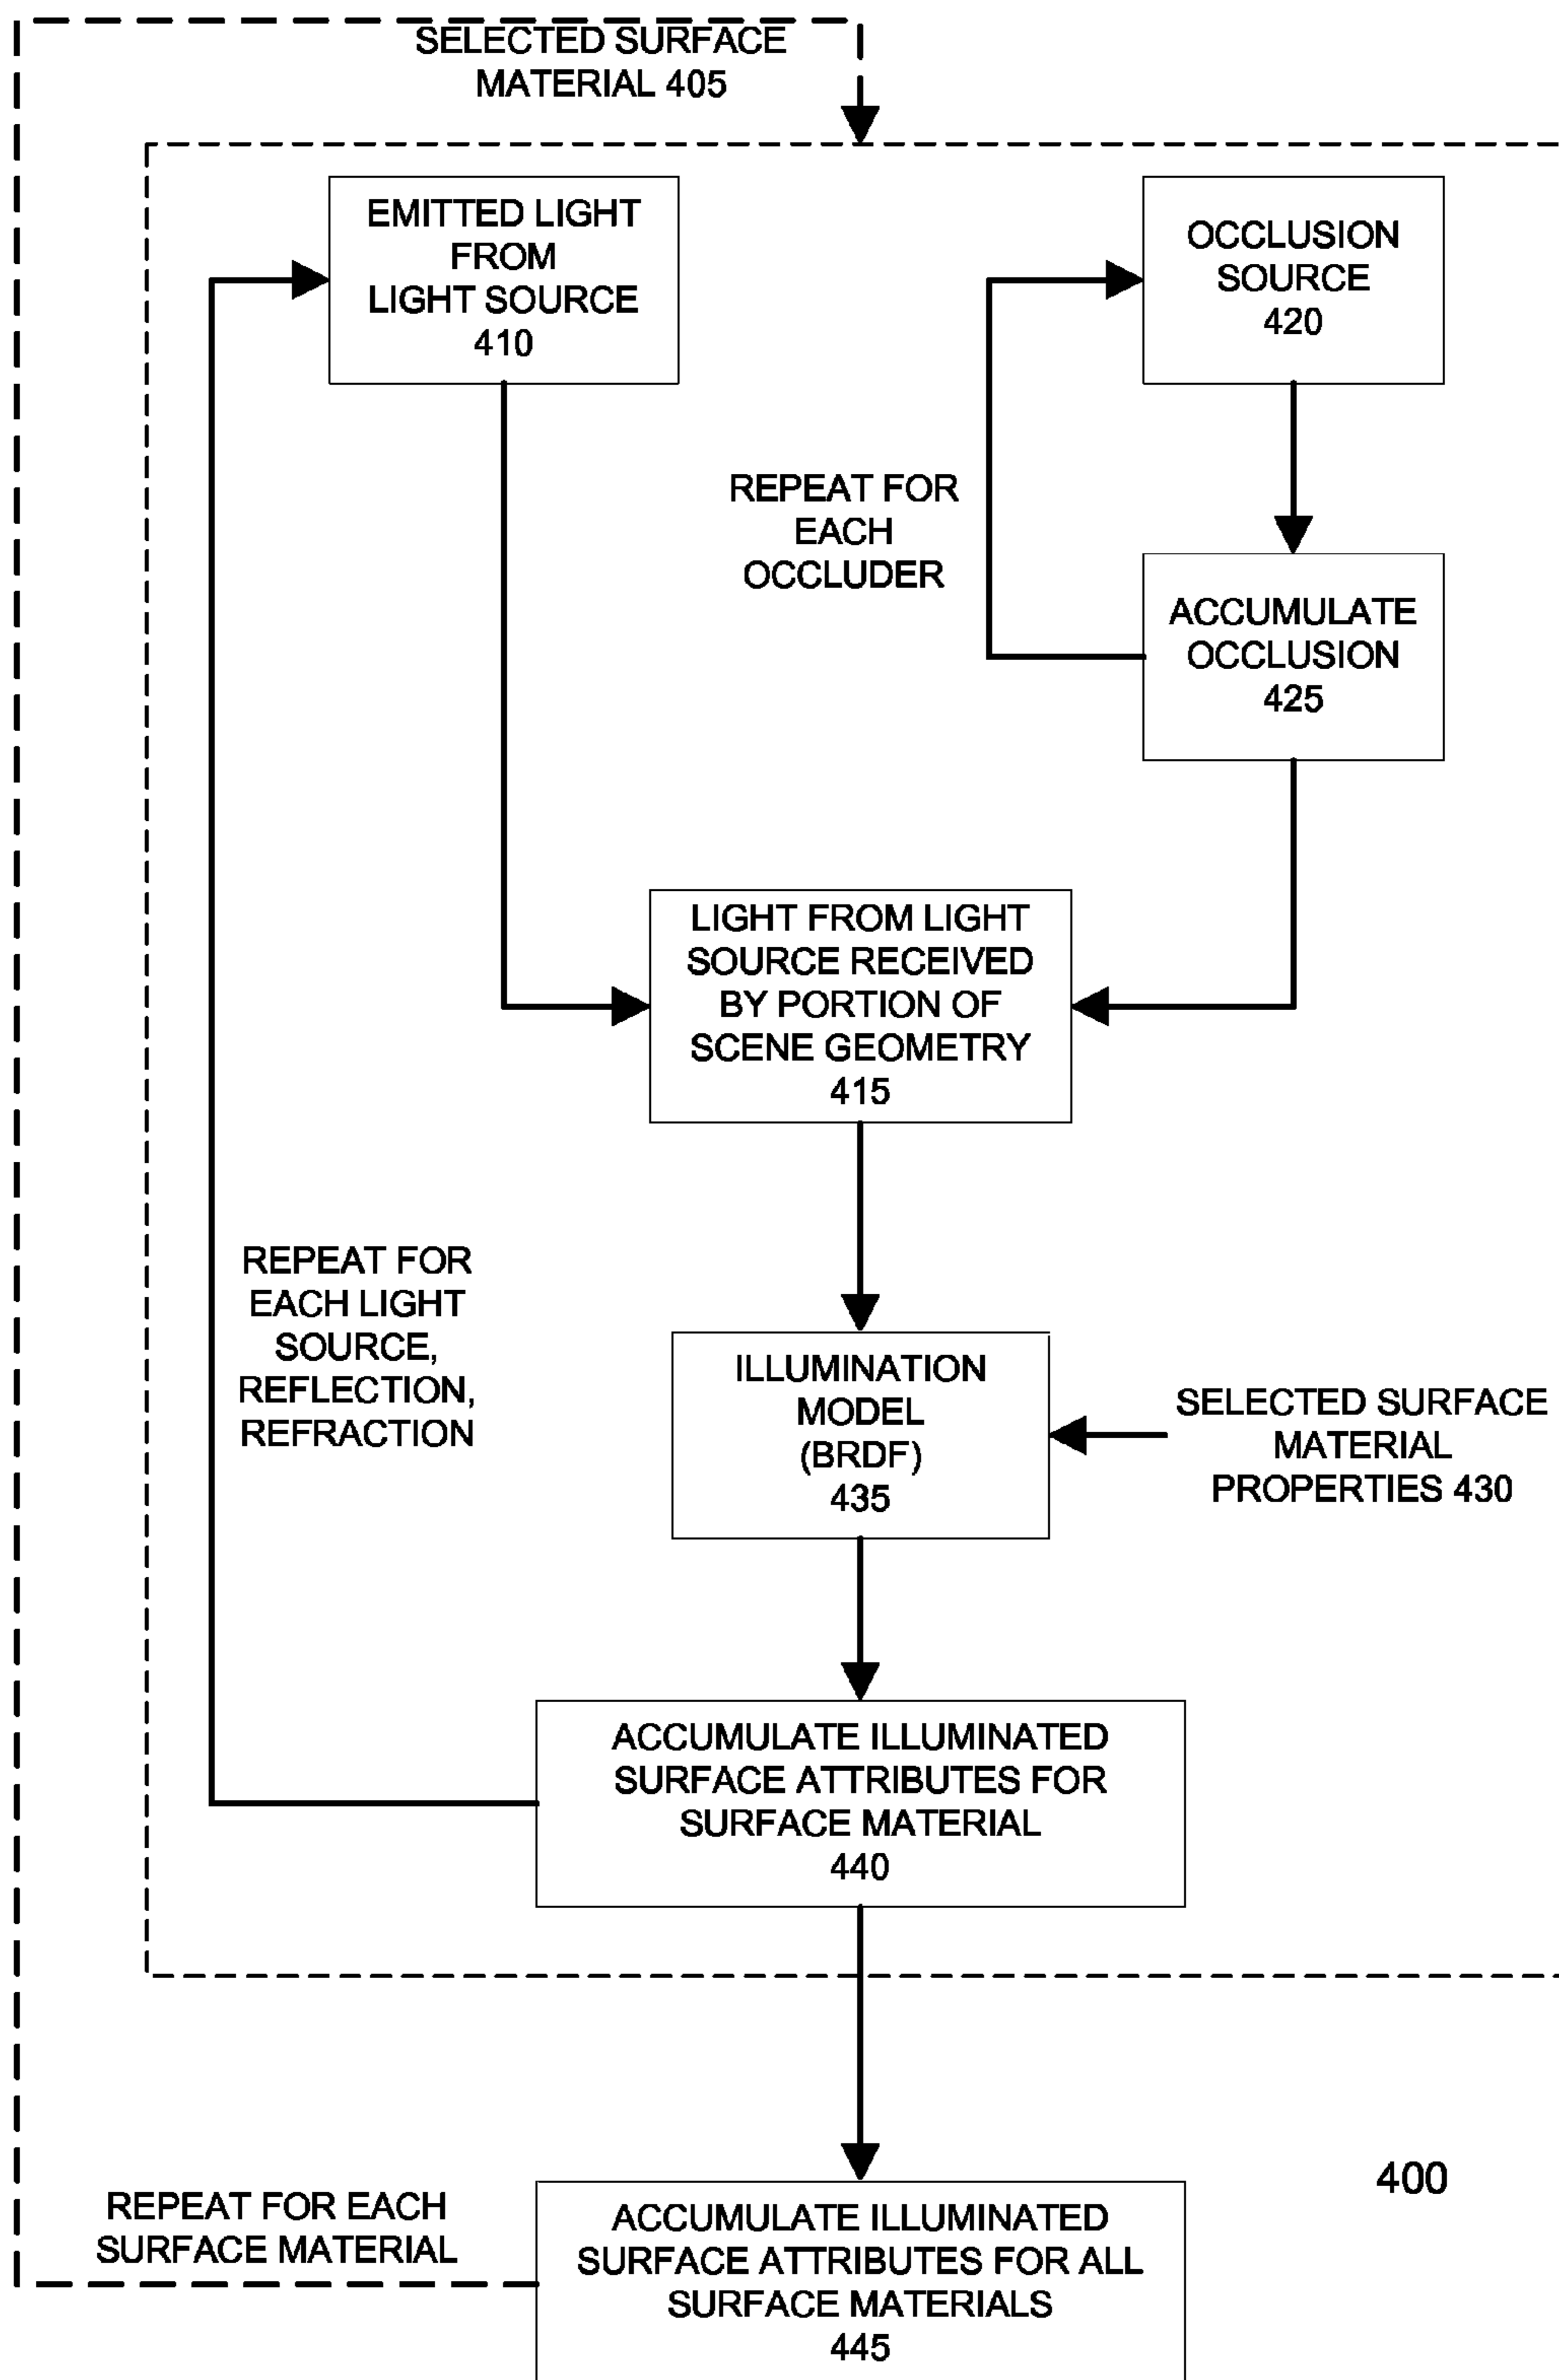 SELECTED SURFACE
MATERIAL 405
EMITTED LIGHT
FROM
LIGHT SOURCE
410
OCCLUSION
SOURCE
420
REPEAT FOR
EACH
OCCLUDER
ACCUMULATE
OCCLUSION
425
LIGHT FROM LIGHT
SOURCE RECEIVED
BY PORTION OF
SCENE GEOMETRY
415
REPEAT FOR
EACH LIGHT
SOURCE,
REFLECTION,
REFRACTION
ILLUMINATION
MODEL
(BRDF)
435
SELECTED SURFACE
MATERIAL
PROPERTIES 430
ACCUMULATE ILLUMINATED
SURFACE ATTRIBUTES FOR
SURFACE MATERIAL
440
400
REPEAT FOR EACH
SURFACE MATERIAL
ACCUMULATE ILLUMINATED
SURFACE ATTRIBUTES FOR ALL
SURFACE MATERIALS
445